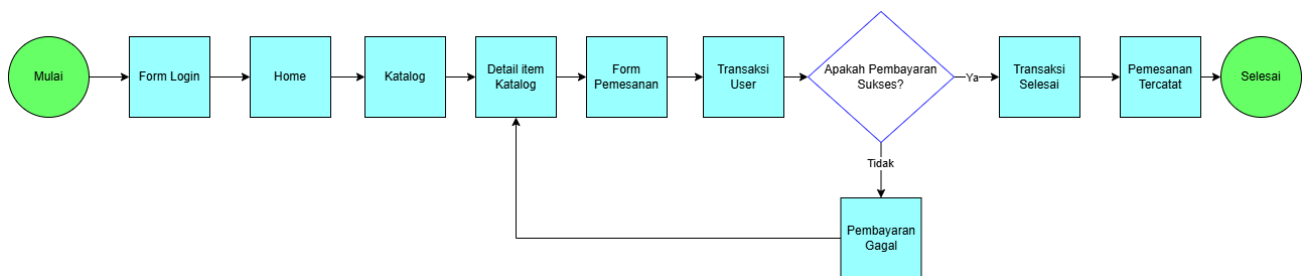 Mulai
Form Login
Home
Katalog
Detail item
Katalog
Form
Pemesanan
Transaksi
User
Apakah Pembayaran
Sukses?
Ya
Transaksi
Selesai
Pemesanan
Tercatat
Selesai
Tidak
Pembayaran
Gagal